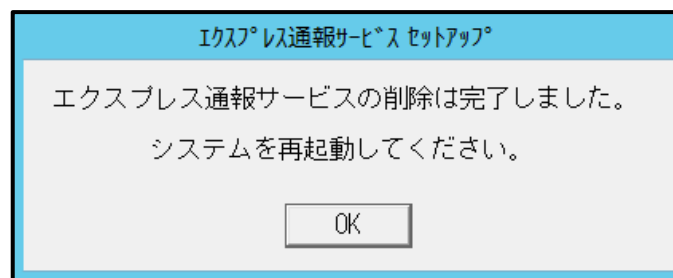 ｴｸｽﾌﾟﾚｽ通報ｻｰﾋﾞｽ ｾｯﾄｱｯﾌﾟ
エクスプレス通報サービスの削除は完了しました。
システムを再起動してください。
OK